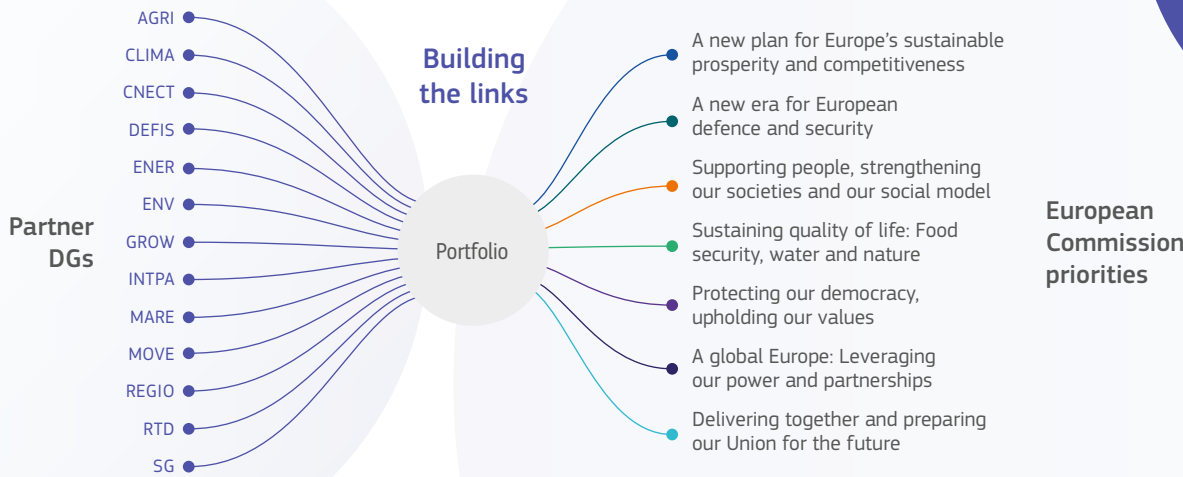 Building
the links
Partner
DGs
AGRI
CLIMA
CNECT
DEFIS
ENER
ENV
GROW
INTPA
MARE
MOVE
REGIO
RTD
SG
Portfolio
A new plan for Europe’s sustainable
prosperity and competitiveness
A new era for European
defence and security
Supporting people, strengthening
our societies and our social model
Sustaining quality of life: Food
security, water and nature
Protecting our democracy,
upholding our values
A global Europe: Leveraging
our power and partnerships
Delivering together and preparing
our Union for the future
European
Commission
priorities